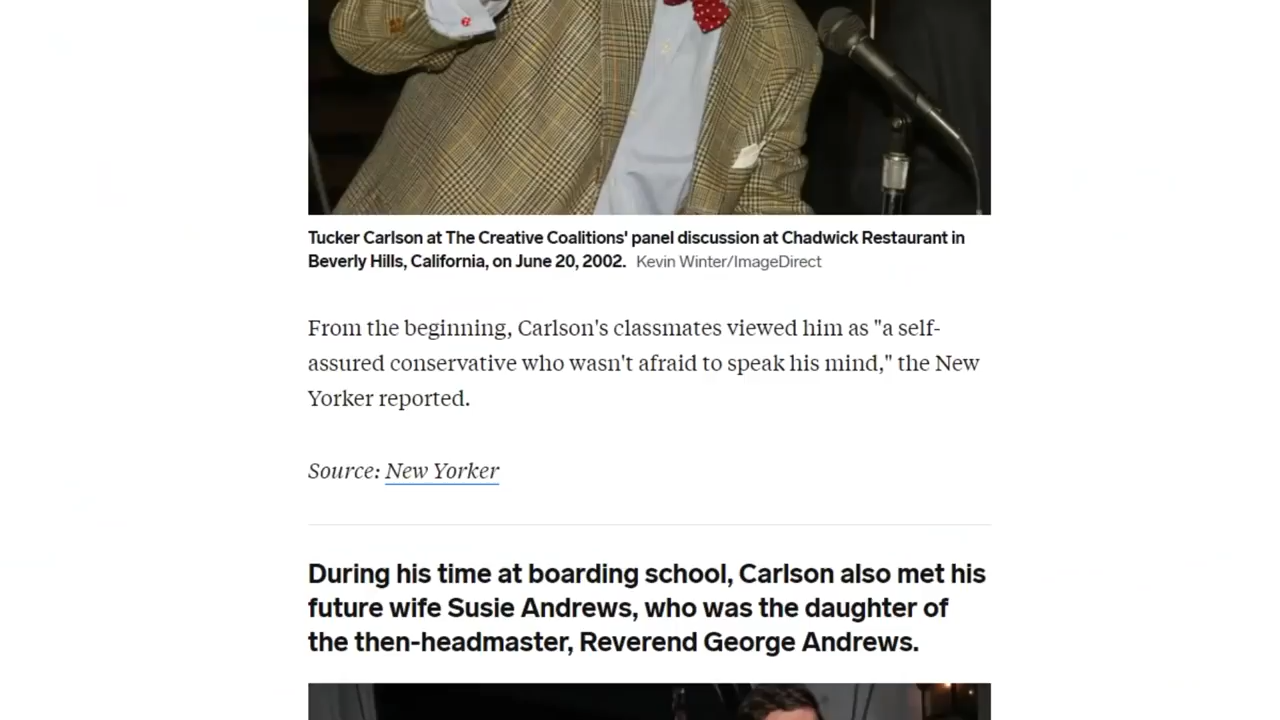 Tucker Carlson at The Creative Coalitions' panel discussion at Chadwick Restaurant in
Beverly Hills, California, on June 20, 2002. Kevin Winter/ImageDirect
From the beginning, Carlson's classmates viewed him as "a self-
assured conservative who wasn't afraid to speak his mind," the New
Yorker reported.
Source: New Yorker
During his time at boarding school, Carlson also met his
future wife Susie Andrews, who was the daughter of
the then-headmaster, Reverend George Andrews.